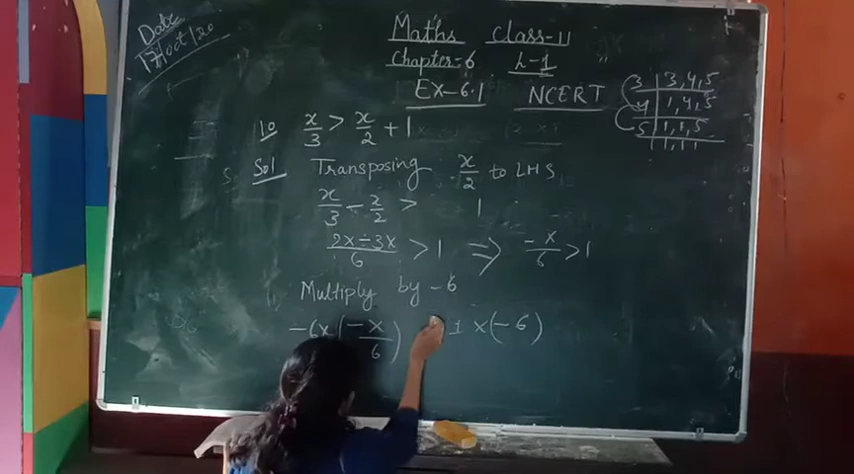 Date
17/oct/20
Maths Class-11
Chapter-6 L-1
EX-6.1 NCERT
3 | 3,4,5
4 | 1,4,5
5 | 1,1,5
1,1,1
10 x/3 > x/2 + 1
Sol Transposing x/2 to LHS
x/3 - x/2 > 1
2x-3x/6 > 1 ⇒ -x/6 > 1
Multiply by -6
-6x(-x/6) 1 x(-6)